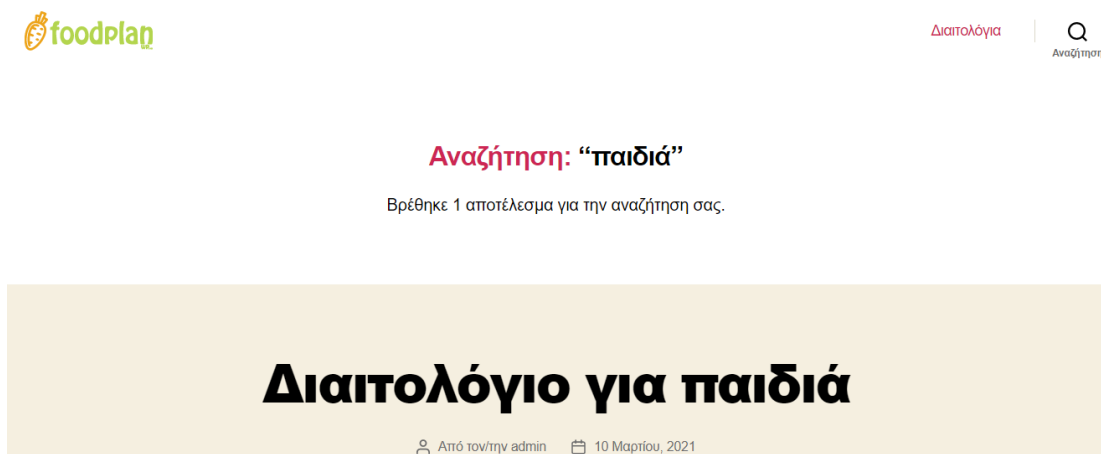 foodplan
Διαιτολόγια
Αναζήτηση
Αναζήτηση: “παιδιά”
Βρέθηκε 1 αποτέλεσμα για την αναζήτηση σας.
Διαιτολόγιο για παιδιά
Από τον/την admin 10 Μαρτίου, 2021